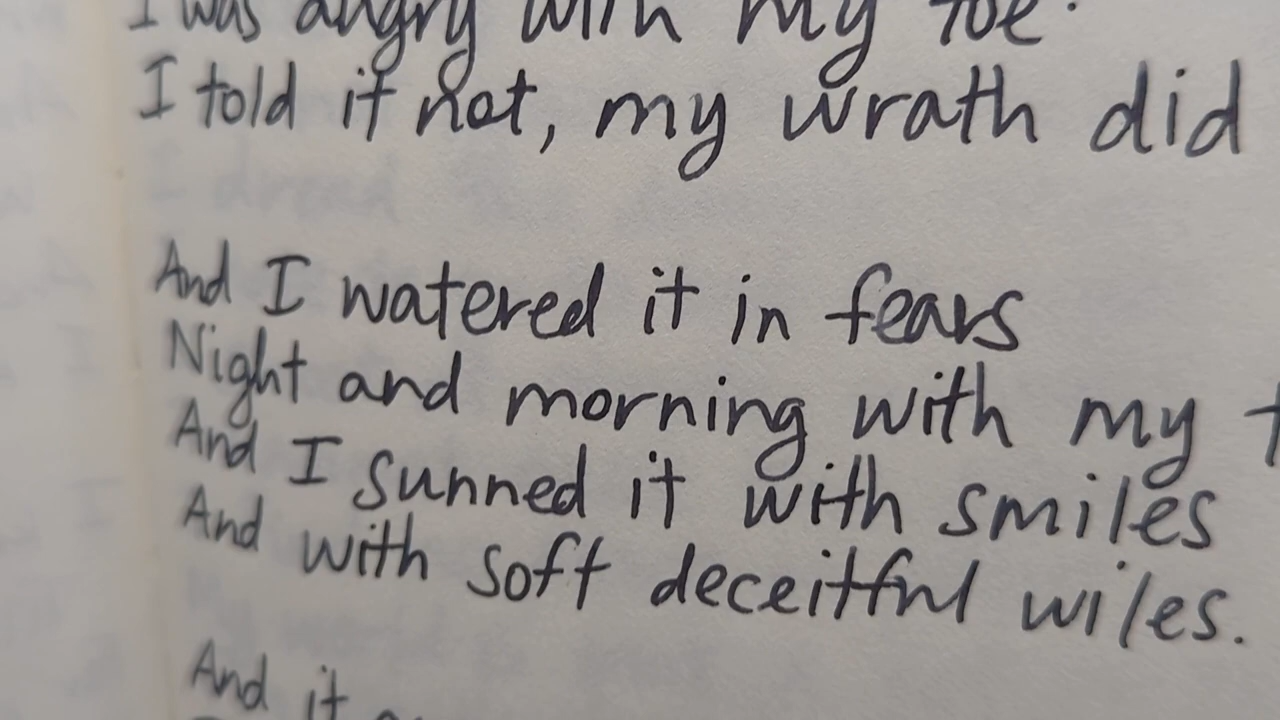 I was angry with my foe.
I told it not, my wrath did
And I watered it in fears
Night and morning with my
And I sunned it with smiles
And with soft deceitful wiles.
And it